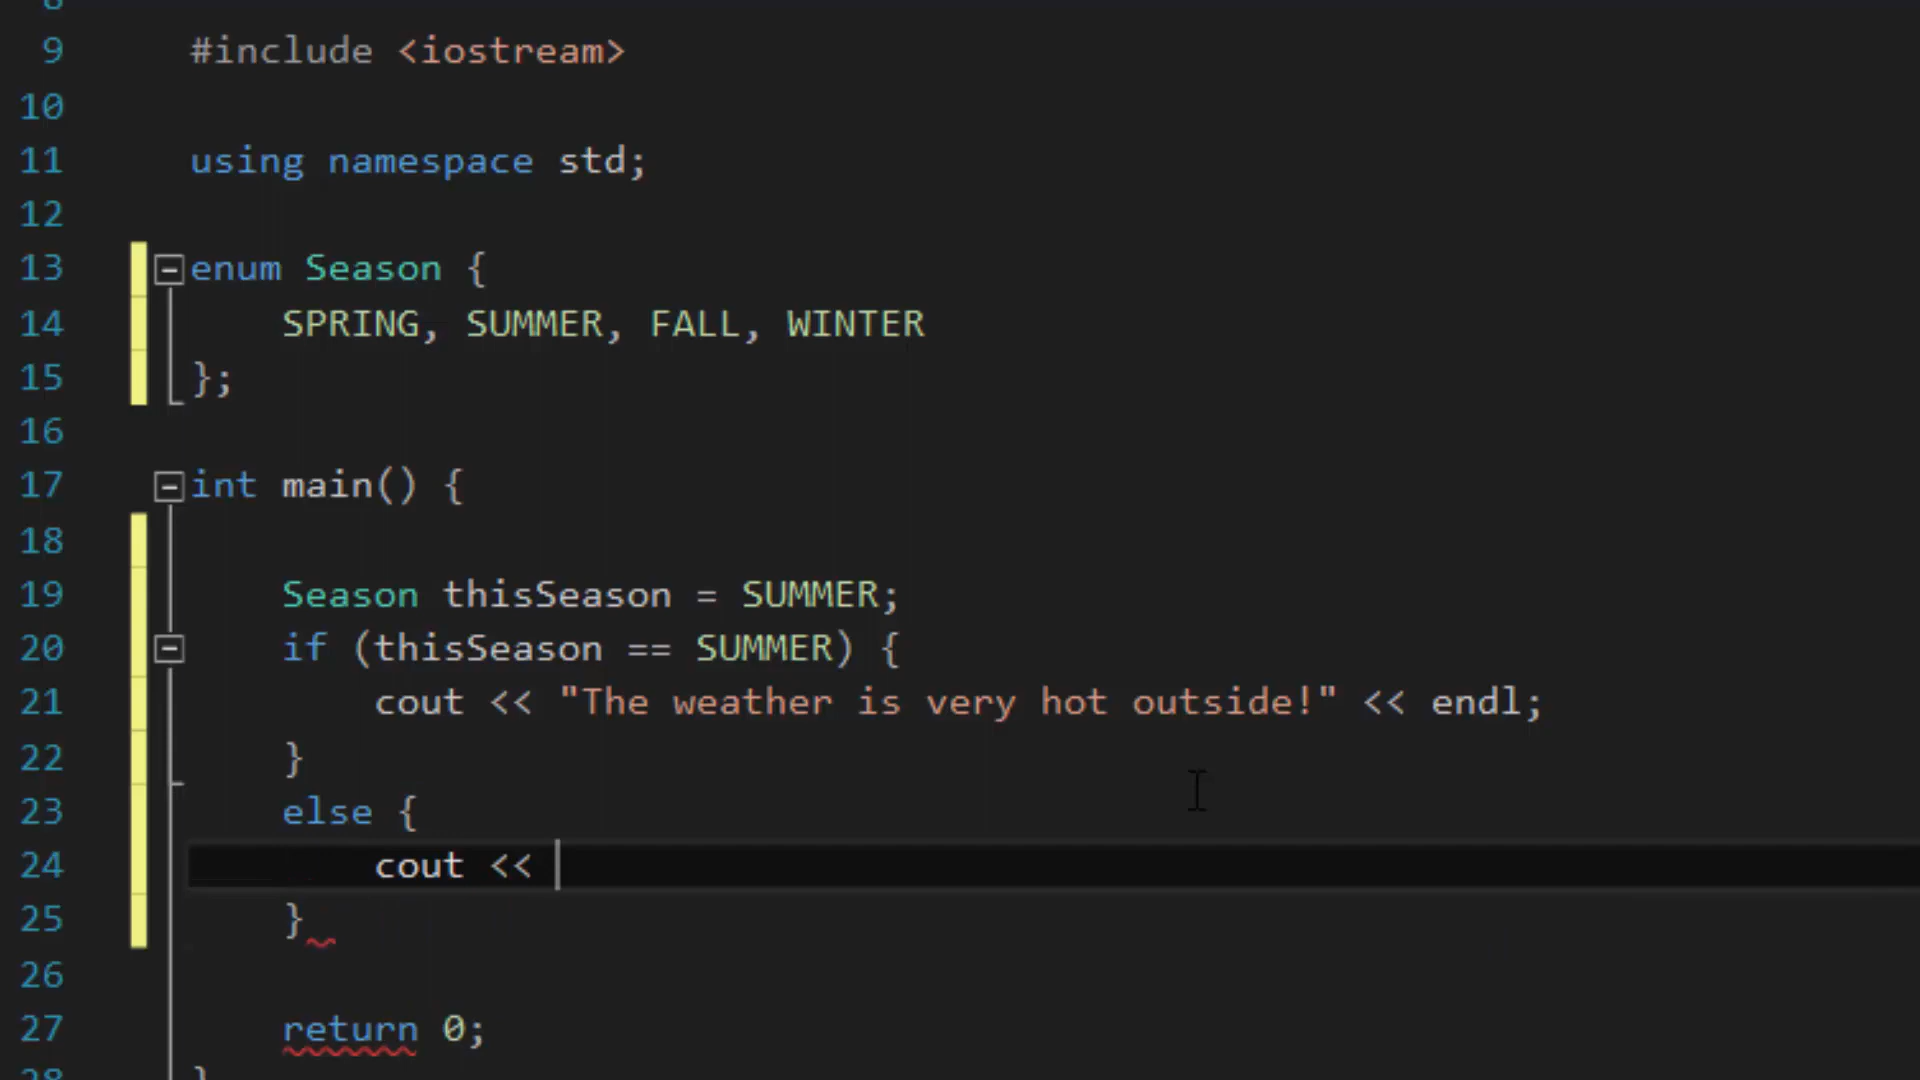 9 #include <iostream>
10
11 using namespace std;
12
13 enum Season {
14 SPRING, SUMMER, FALL, WINTER
15 };
16
17 int main() {
18
19 Season thisSeason = SUMMER;
20 if (thisSeason == SUMMER) {
21 cout << "The weather is very hot outside!" << endl;
22 }
23 else {
24 cout <<
25 }
26
27 return 0;
28 }